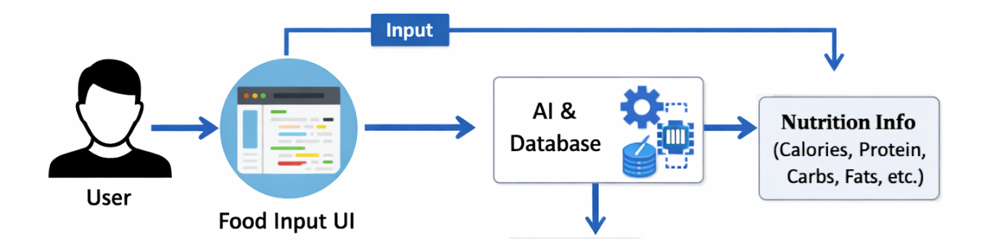 Input
User
Food Input UI
AI &
Database
Nutrition Info
(Calories, Protein,
Carbs, Fats, etc.)